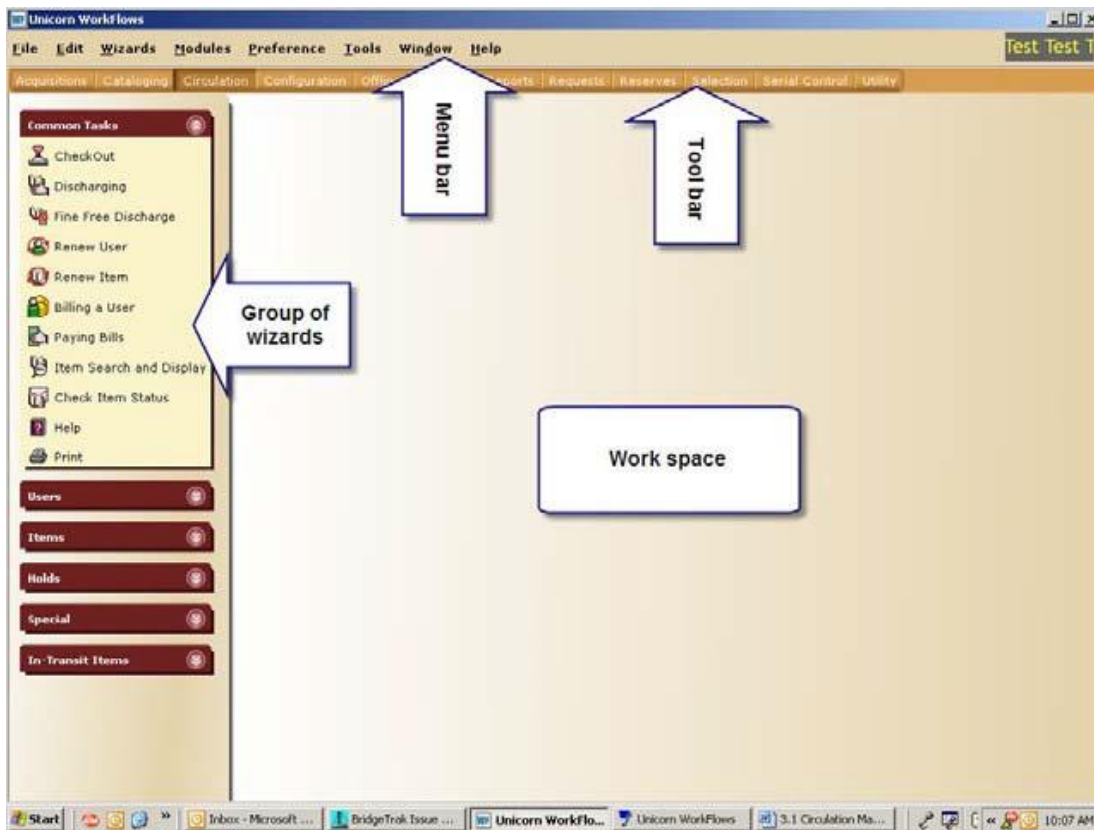 Unicorn WorkFlows
File Edit Wizards Modules Preference Tools Window Help
Test Test T
Acquisitions Cataloging Circulation Configuration Offli ports Requests Reserves Selection Serial Control Utility
Menu bar
Tool bar
Common Tasks
CheckOut
Discharging
Fine Free Discharge
Renew User
Renew Item
Billing a User
Paying Bills
Item Search and Display
Check Item Status
Help
Print
Group of
wizards
Work space
Users
Items
Holds
Special
In-Transit Items
Start » Inbox - Microsoft ... BridgeTrak Issue ... Unicorn WorkFlo... Unicorn WorkFlows 3.1 Circulation Ma... « 10:07 AM